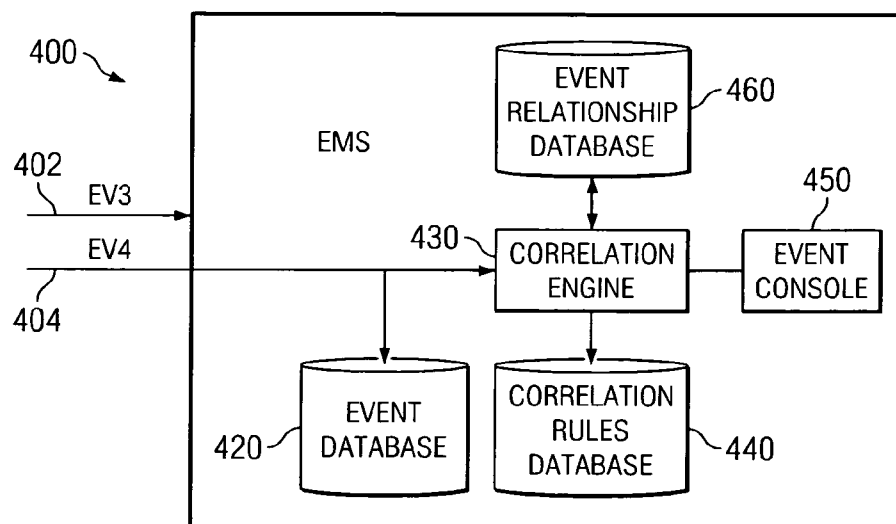 400
EVENT
RELATIONSHIP
DATABASE
460
EMS
402
EV3
450
430
EV4
CORRELATION
ENGINE
EVENT
CONSOLE
404
EVENT
DATABASE
420
CORRELATION
RULES
DATABASE
440